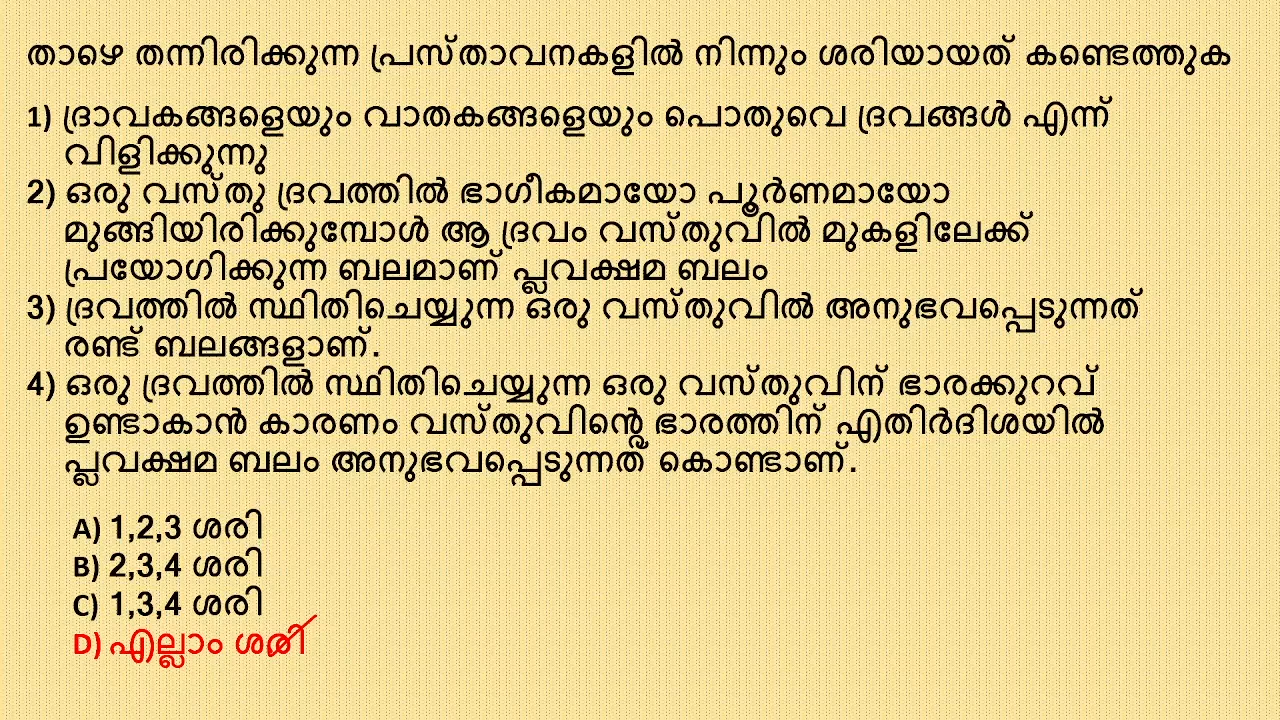 താഴെ തന്നിരിക്കുന്ന പ്രസ്താവനകളിൽ നിന്നും ശരിയായത് കണ്ടെത്തുക
1) ദ്രാവകങ്ങളെയും വാതകങ്ങളെയും പൊതുവെ ദ്രവങ്ങൾ എന്ന്
വിളിക്കുന്നു
2) ഒരു വസ്തു ദ്രവത്തിൽ ഭാഗീകമായോ പൂർണമായോ
മുങ്ങിയിരിക്കുമ്പോൾ ആ ദ്രവം വസ്തുവിൽ മുകളിലേക്ക്
പ്രയോഗിക്കുന്ന ബലമാണ് പ്ലവക്ഷമ ബലം
3) ദ്രവത്തിൽ സ്ഥിതിചെയ്യുന്ന ഒരു വസ്തുവിൽ അനുഭവപ്പെടുന്നത്
രണ്ട് ബലങ്ങളാണ്.
4) ഒരു ദ്രവത്തിൽ സ്ഥിതിചെയ്യുന്ന ഒരു വസ്തുവിന് ഭാരക്കുറവ്
ഉണ്ടാകാൻ കാരണം വസ്തുവിന്റെ ഭാരത്തിന് എതിർദിശയിൽ
പ്ലവക്ഷമ ബലം അനുഭവപ്പെടുന്നത് കൊണ്ടാണ്.
A) 1,2,3 ശരി
B) 2,3,4 ശരി
C) 1,3,4 ശരി
D) എല്ലാം ശരി